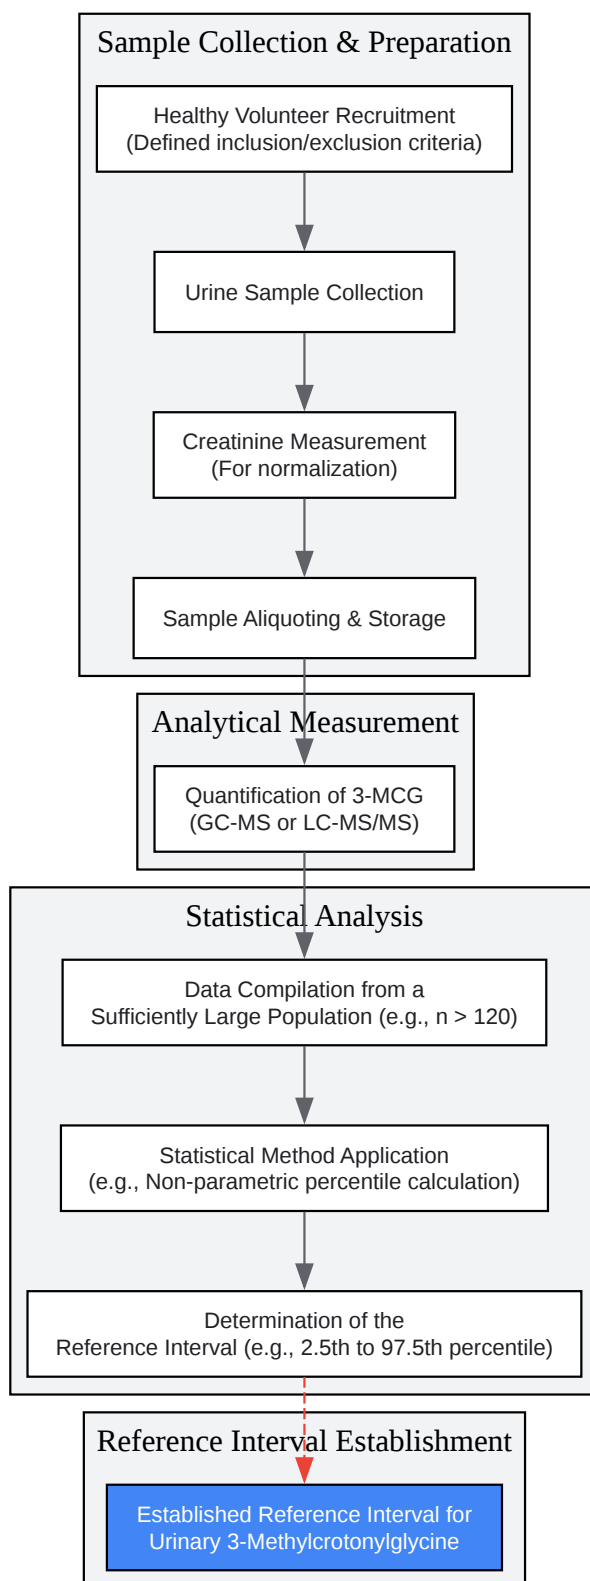 Sample Collection & Preparation
Healthy Volunteer Recruitment
(Defined inclusion/exclusion criteria)
Urine Sample Collection
Creatinine Measurement
(For normalization)
Sample Aliquoting & Storage
Analytical Measurement
Quantification of 3-MCG
(GC-MS or LC-MS/MS)
Statistical Analysis
Data Compilation from a
Sufficiently Large Population (e.g., n > 120)
Statistical Method Application
(e.g., Non-parametric percentile calculation)
Determination of the
Reference Interval (e.g., 2.5th to 97.5th percentile)
Reference Interval Establishment
Established Reference Interval for
Urinary 3-Methylcrotonylglycine